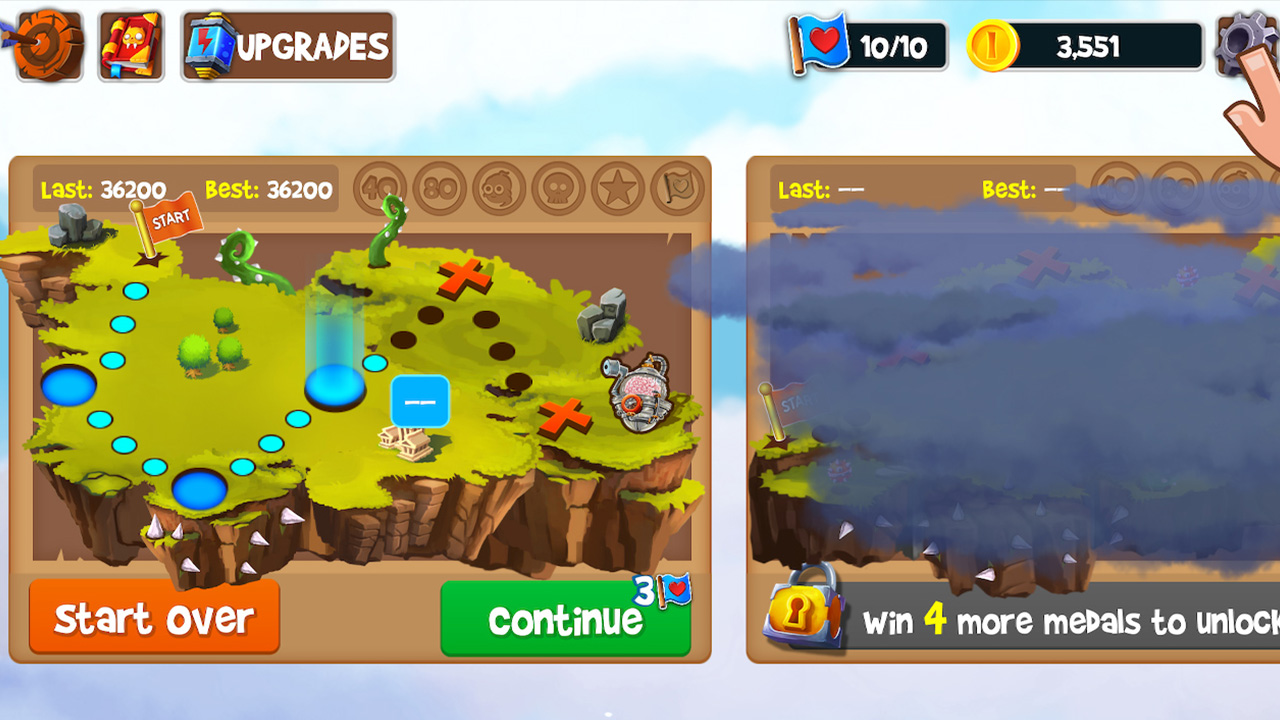 UPGRADES
10/10
3,551
Last: 36200 Best: 36200
40 80
START
––
3
Start Over
Continue
Last: –– Best: ––
START
Win 4 more medals to unlock